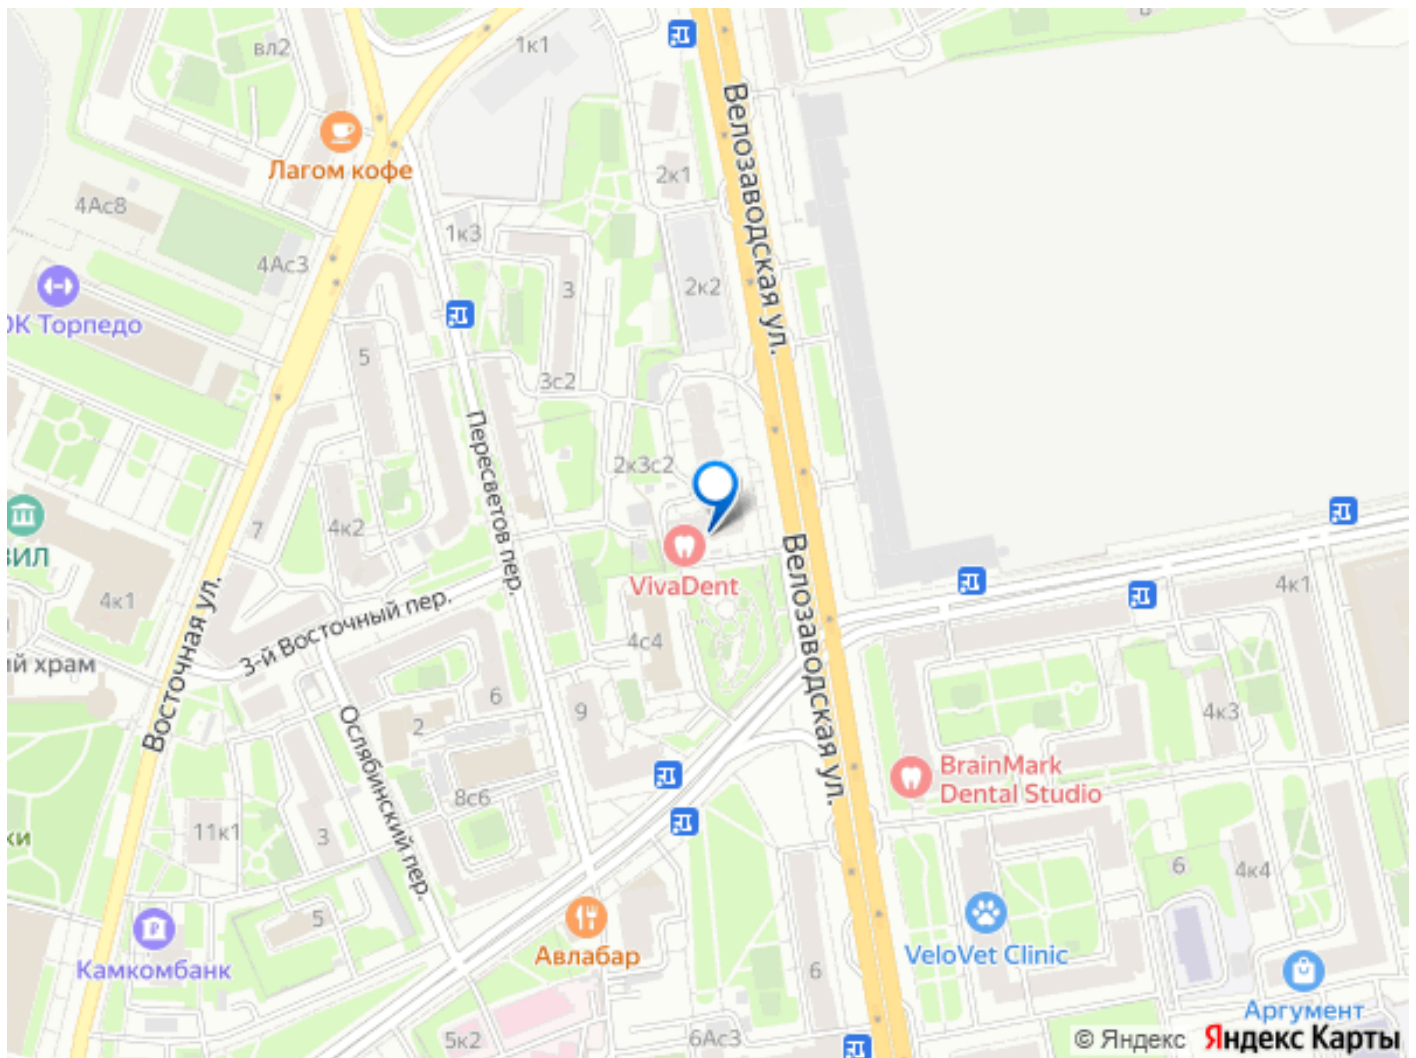 вл2
1к1
Велозаводская ул.
Лагом кофе
2к1
4Ас8
1к3
4Ас3
3
2к2
ОК Торпедо
5
3с2
Пересветов пер.
2к3с2
7
4к2
ЗИЛ
VivaDent
4к1
4к1
Велозаводская ул.
3-й Восточный пер.
4с4
ий храм
Восточная ул.
6
9
2
4к3
Ослябинский пер.
BrainMark
Dental Studio
8с6
11к1
3
ки
6
4к4
5
Авлабар
Камкомбанк
VeloVet Clinic
6
Аргумент
5к2
6Ас3
© Яндекс Яндекс Карты